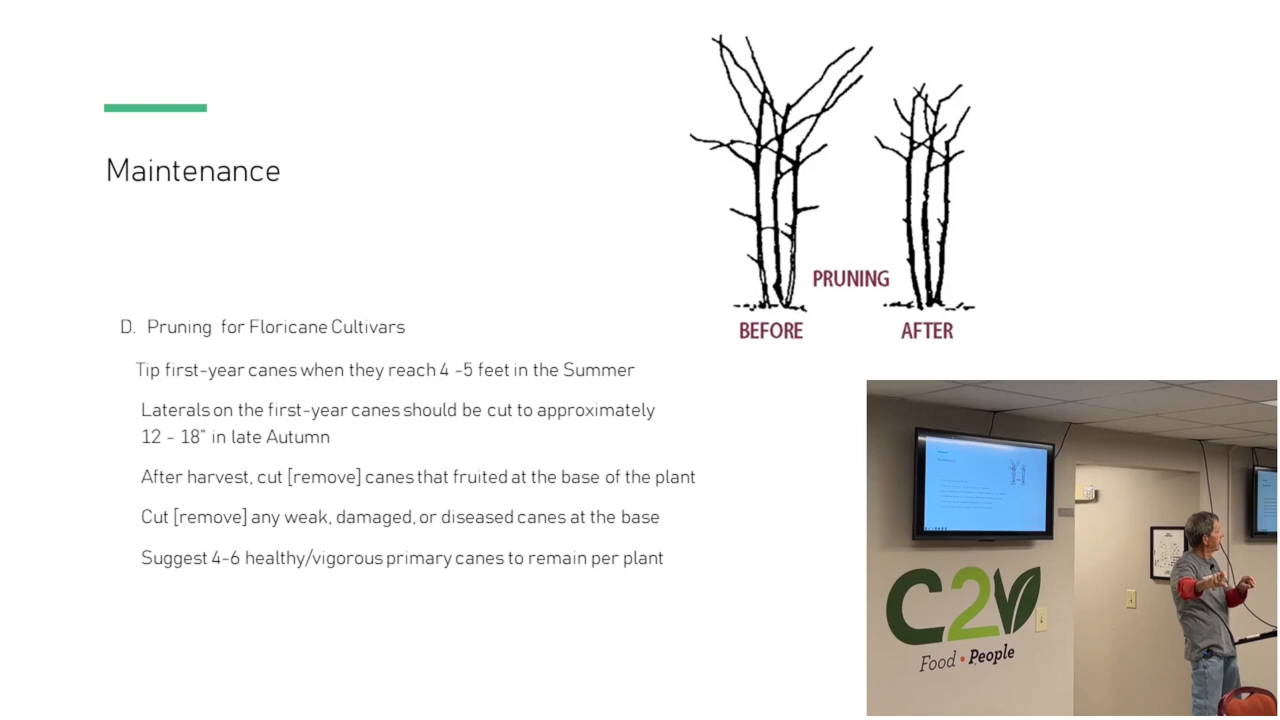 Maintenance
PRUNING
BEFORE
AFTER
D. Pruning for Floricane Cultivars
Tip first-year canes when they reach 4 -5 feet in the Summer
Laterals on the first-year canes should be cut to approximately
12 - 18" in late Autumn
After harvest, cut [remove] canes that fruited at the base of the plant
Cut [remove] any weak, damaged, or diseased canes at the base
Suggest 4-6 healthy/vigorous primary canes to remain per plant
C2V
Food • People